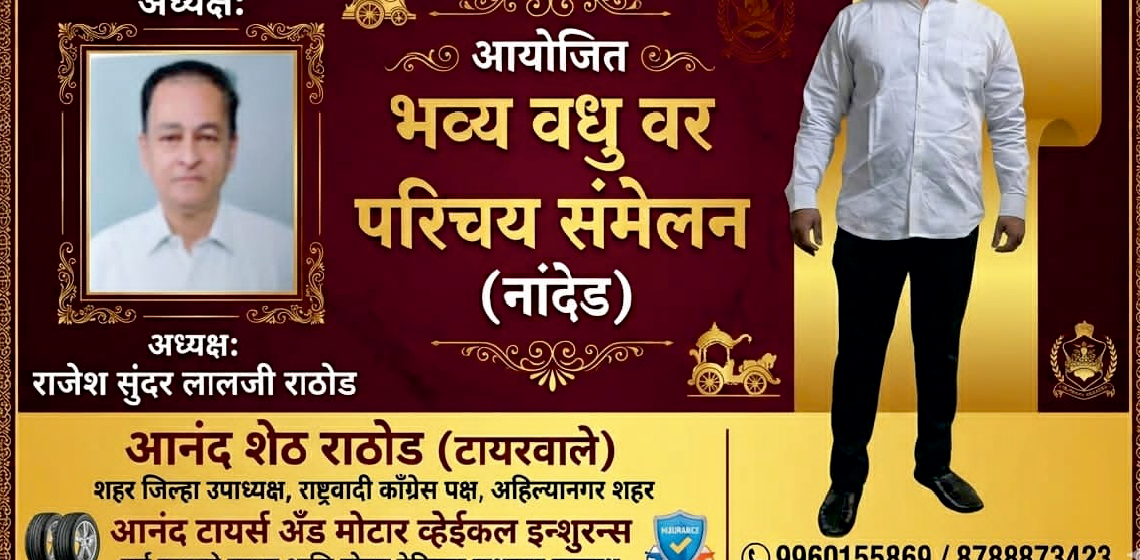 अध्यक्ष:
आयोजित
भव्य वधु वर
परिचय संमेलन
(नांदेड)
अध्यक्ष:
राजेश सुंदर लालजी राठोड
आनंद शेठ राठोड (टायरवाले)
शहर जिल्हा उपाध्यक्ष, राष्ट्रवादी काँग्रेस पक्ष, अहिल्यानगर शहर
आनंद टायर्स अँड मोटार व्हेईकल इन्शुरन्स
9960155869 / 8788873423